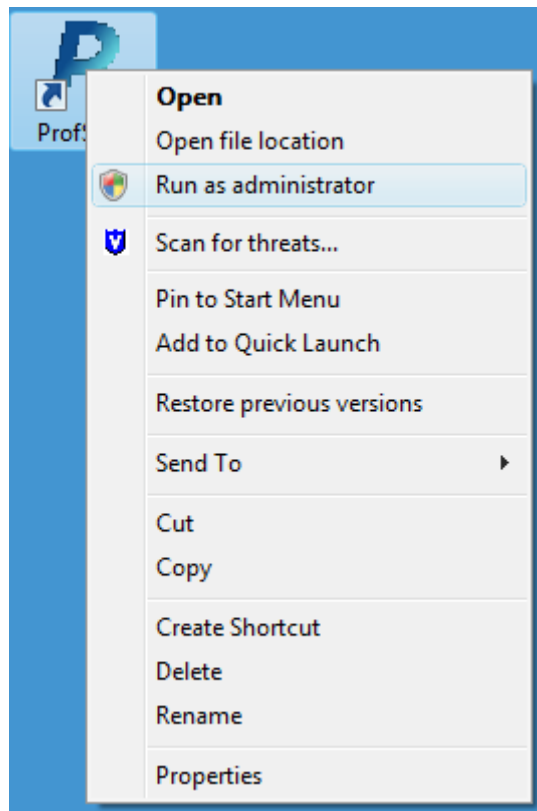 Open
Open file location
Run as administrator
Scan for threats...
Pin to Start Menu
Add to Quick Launch
Restore previous versions
Send To
Cut
Copy
Create Shortcut
Delete
Rename
Properties